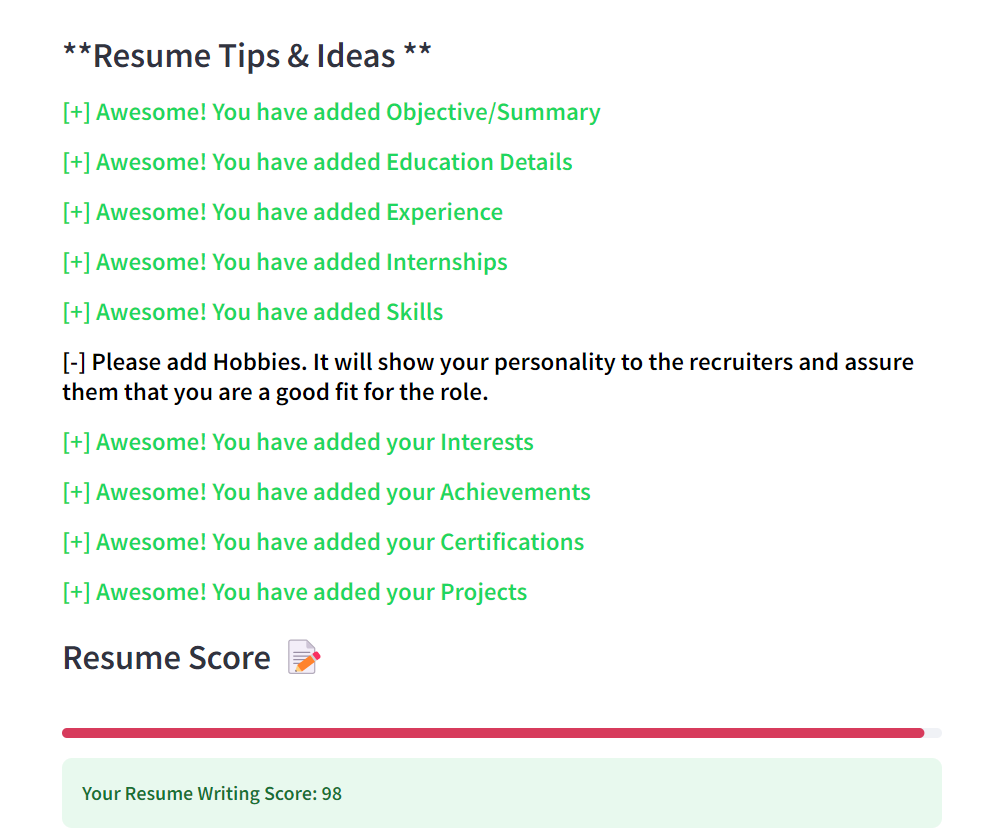 **Resume Tips & Ideas **
[+] Awesome! You have added Objective/Summary
[+] Awesome! You have added Education Details
[+] Awesome! You have added Experience
[+] Awesome! You have added Internships
[+] Awesome! You have added Skills
[-] Please add Hobbies. It will show your personality to the recruiters and assure
them that you are a good fit for the role.
[+] Awesome! You have added your Interests
[+] Awesome! You have added your Achievements
[+] Awesome! You have added your Certifications
[+] Awesome! You have added your Projects
Resume Score 📝
Your Resume Writing Score: 98